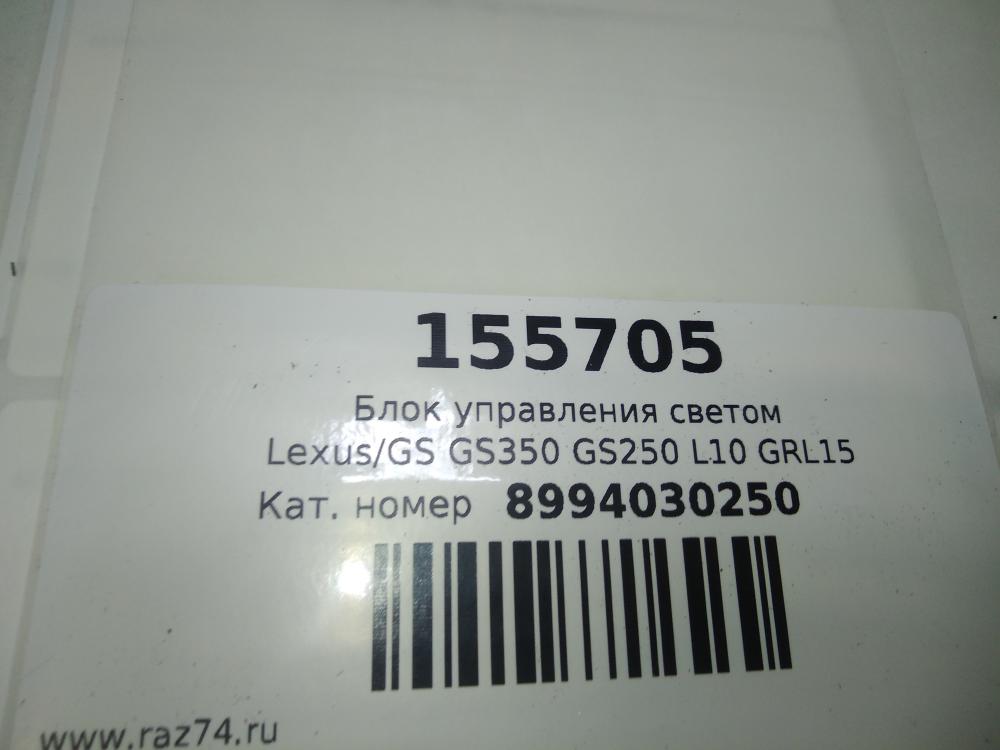 155705
Блок управления светом
Lexus/GS GS350 GS250 L10 GRL15
Кат. номер 8994030250
www.raz74.ru